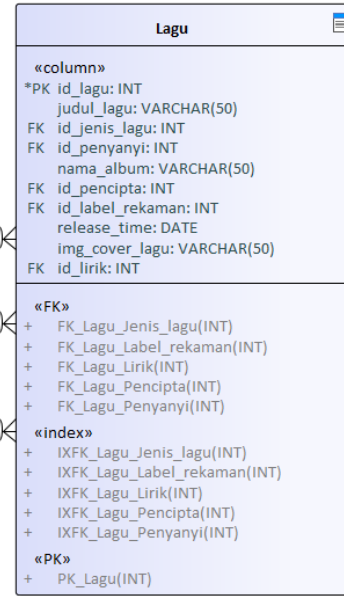 Lagu
«column»
*PK id_lagu: INT
judul_lagu: VARCHAR(50)
FK id_jenis_lagu: INT
FK id_penyanyi: INT
nama_album: VARCHAR(50)
FK id_pencipta: INT
FK id_label_rekaman: INT
release_time: DATE
img_cover_lagu: VARCHAR(50)
FK id_lirik: INT
«FK»
+ FK_Lagu_Jenis_lagu(INT)
+ FK_Lagu_Label_rekaman(INT)
+ FK_Lagu_Lirik(INT)
+ FK_Lagu_Pencipta(INT)
+ FK_Lagu_Penyanyi(INT)
«index»
+ IXFK_Lagu_Jenis_lagu(INT)
+ IXFK_Lagu_Label_rekaman(INT)
+ IXFK_Lagu_Lirik(INT)
+ IXFK_Lagu_Pencipta(INT)
+ IXFK_Lagu_Penyanyi(INT)
«PK»
+ PK_Lagu(INT)